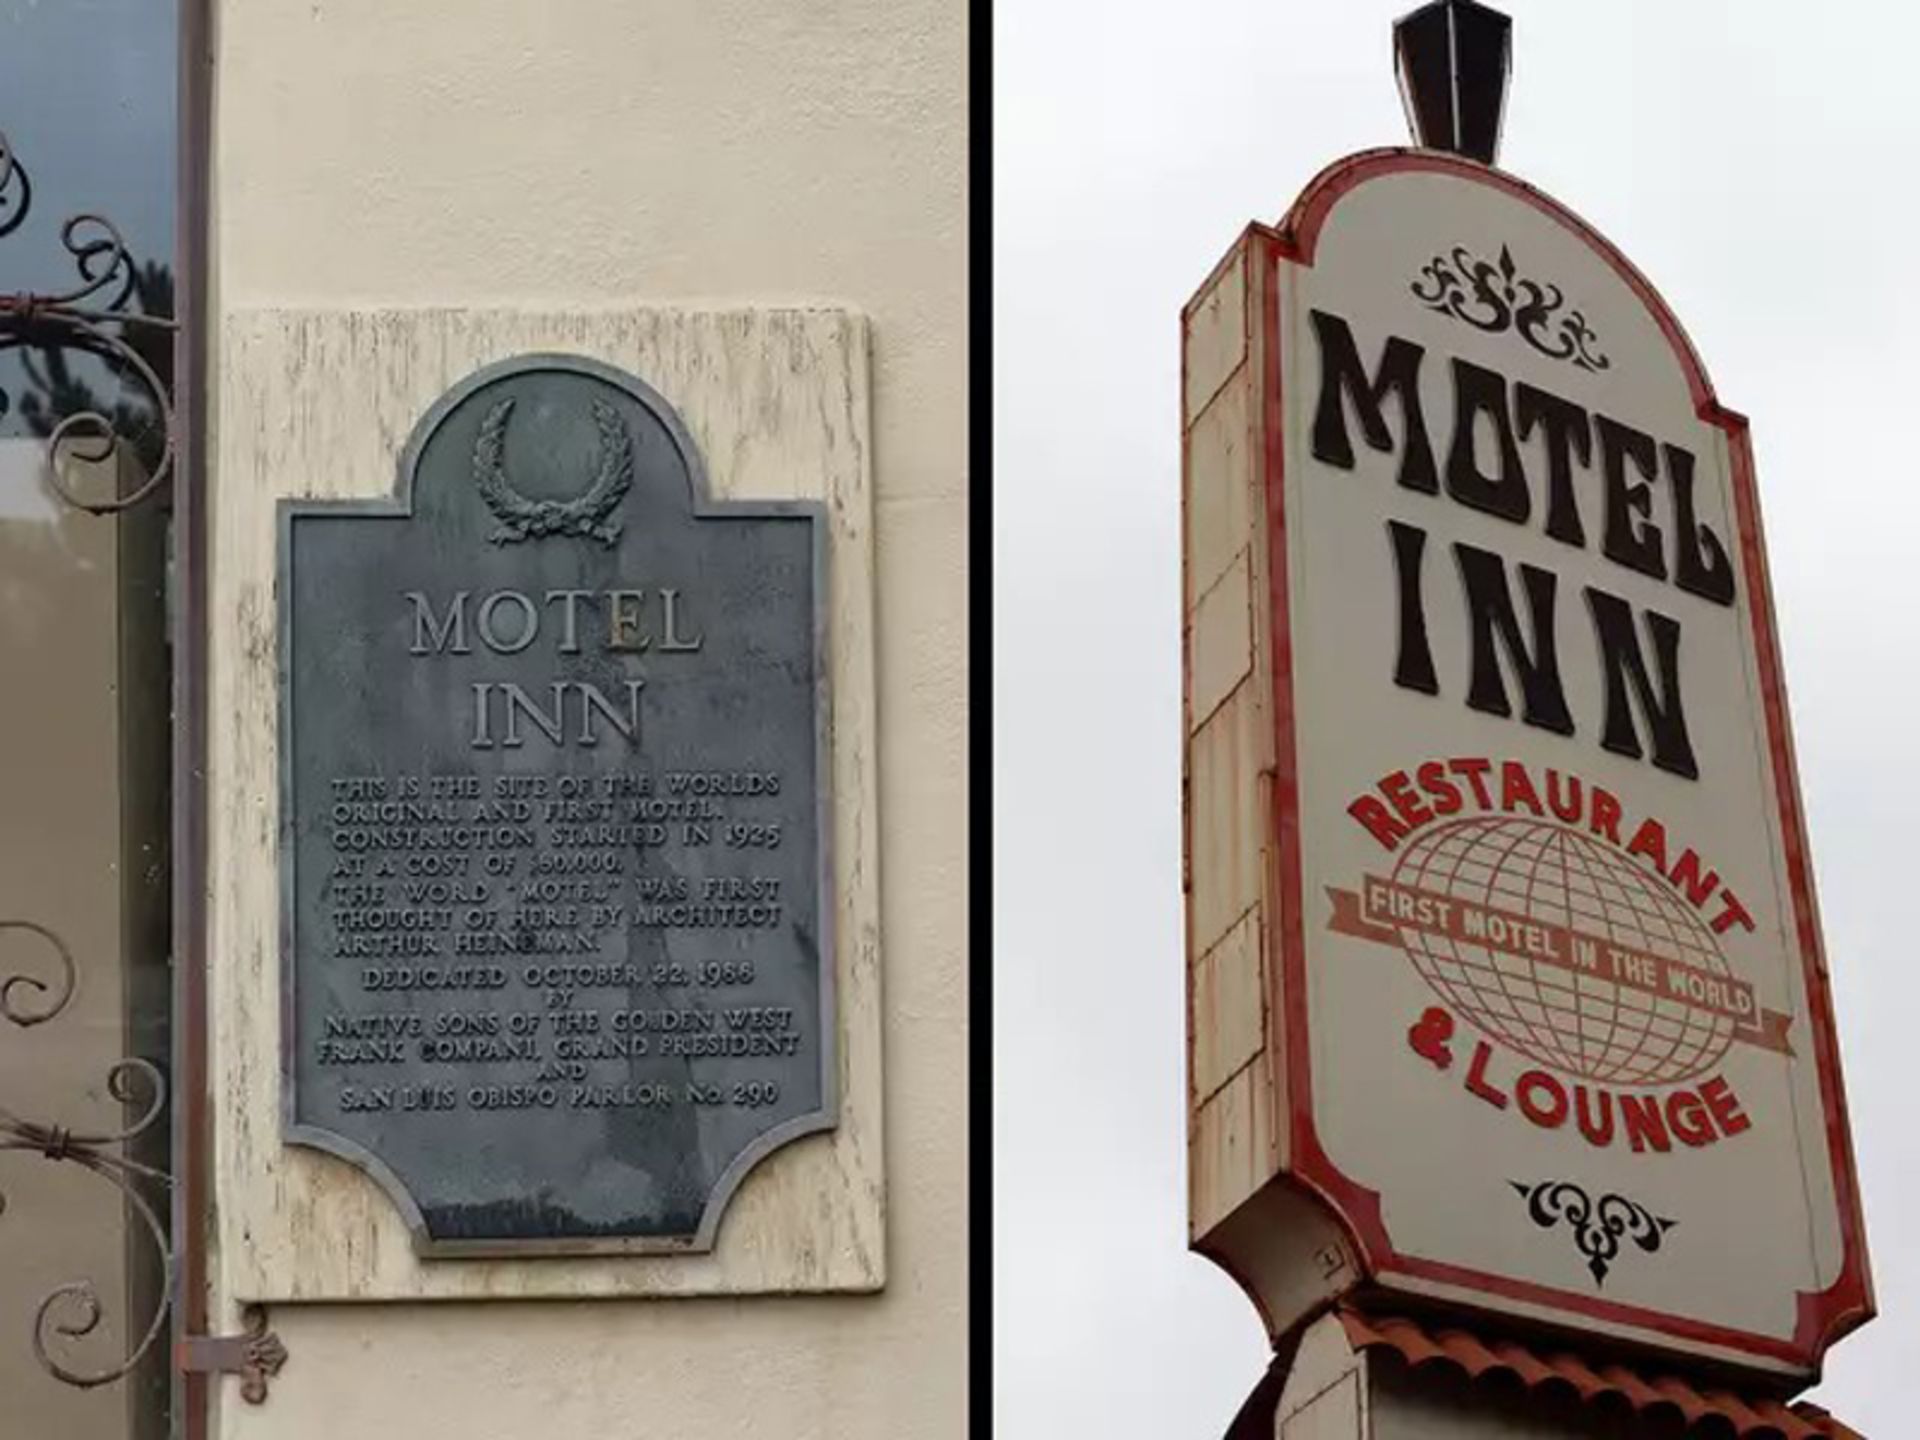 MOTEL
INN
THIS IS THE SITE OF THE WORLDS
ORIGINAL AND FIRST MOTEL.
CONSTRUCTION STARTED IN 1925
AT A COST OF $80,000.
THE WORD "MOTEL" WAS FIRST
THOUGHT OF HERE BY ARCHITECT
ARTHUR HEINEMAN.
DEDICATED OCTOBER 22, 1988
BY
NATIVE SONS OF THE GOLDEN WEST
FRANK COMPANI, GRAND PRESIDENT
AND
SAN LUIS OBISPO PARLOR No. 290
MOTEL
INN
RESTAURANT
FIRST MOTEL IN THE WORLD
& LOUNGE